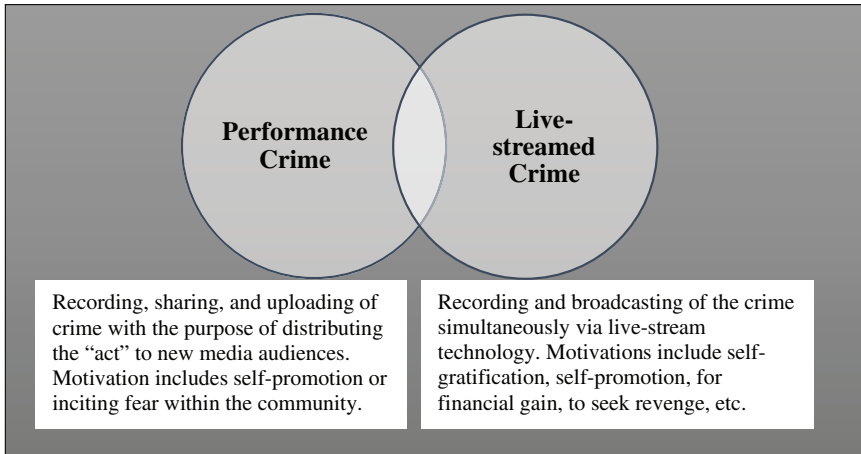 Performance
Crime
Live-
streamed
Crime
Recording, sharing, and uploading of
crime with the purpose of distributing
the “act” to new media audiences.
Motivation includes self-promotion or
inciting fear within the community.
Recording and broadcasting of the crime
simultaneously via live-stream
technology. Motivations include self-
gratification, self-promotion, for
financial gain, to seek revenge, etc.